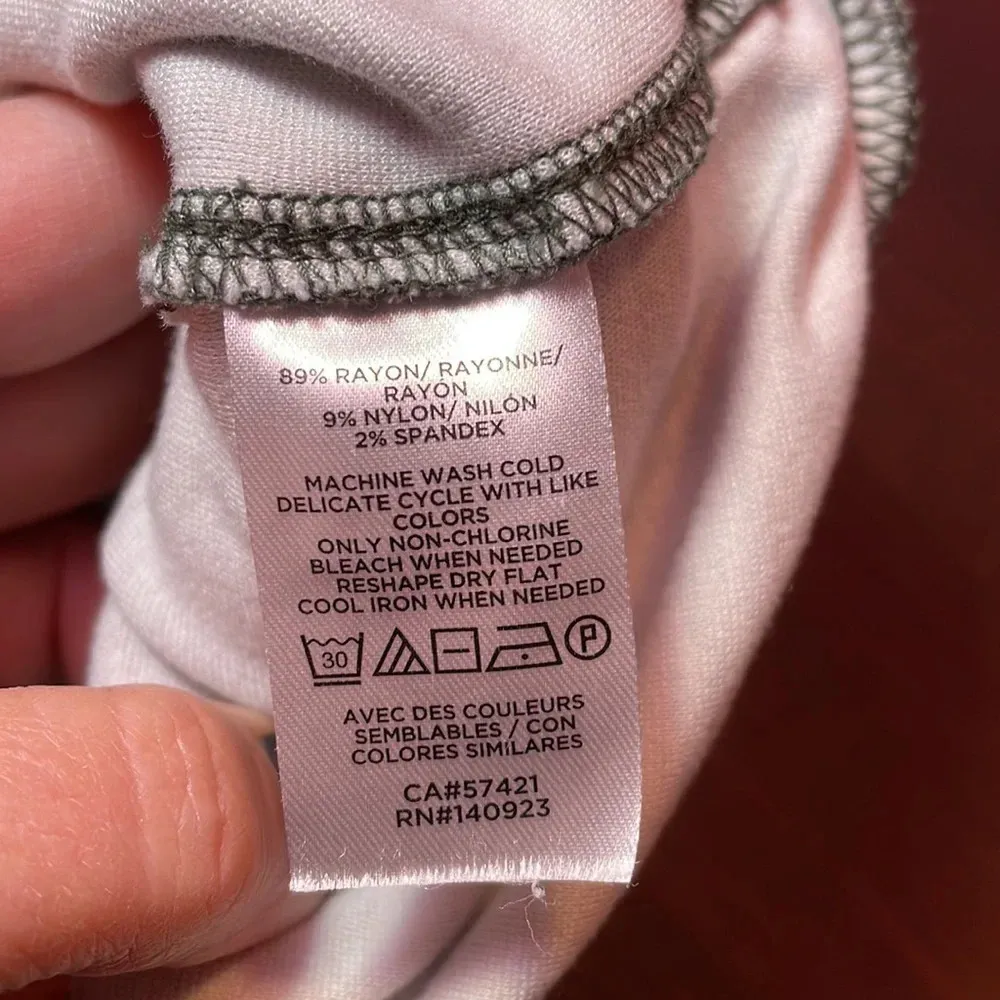 89% RAYON/ RAYONNE/
RAYÓN
9% NYLON/ NILÓN
2% SPANDEX
MACHINE WASH COLD
DELICATE CYCLE WITH LIKE
COLORS
ONLY NON-CHLORINE
BLEACH WHEN NEEDED
RESHAPE DRY FLAT
COOL IRON WHEN NEEDED
30 P
AVEC DES COULEURS
SEMBLABLES / CON
COLORES SIMILARES
CA#57421
RN#140923